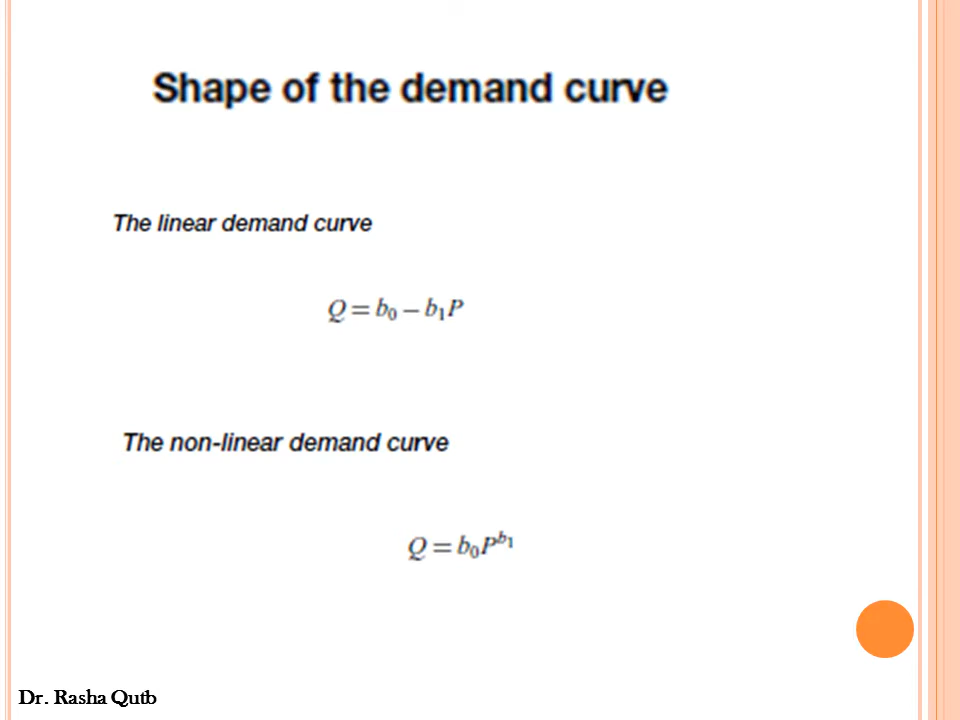 Shape of the demand curve
The linear demand curve
Q = b₀ – b₁P
The non-linear demand curve
Q = b₀P^b₁
Dr. Rasha Qutb